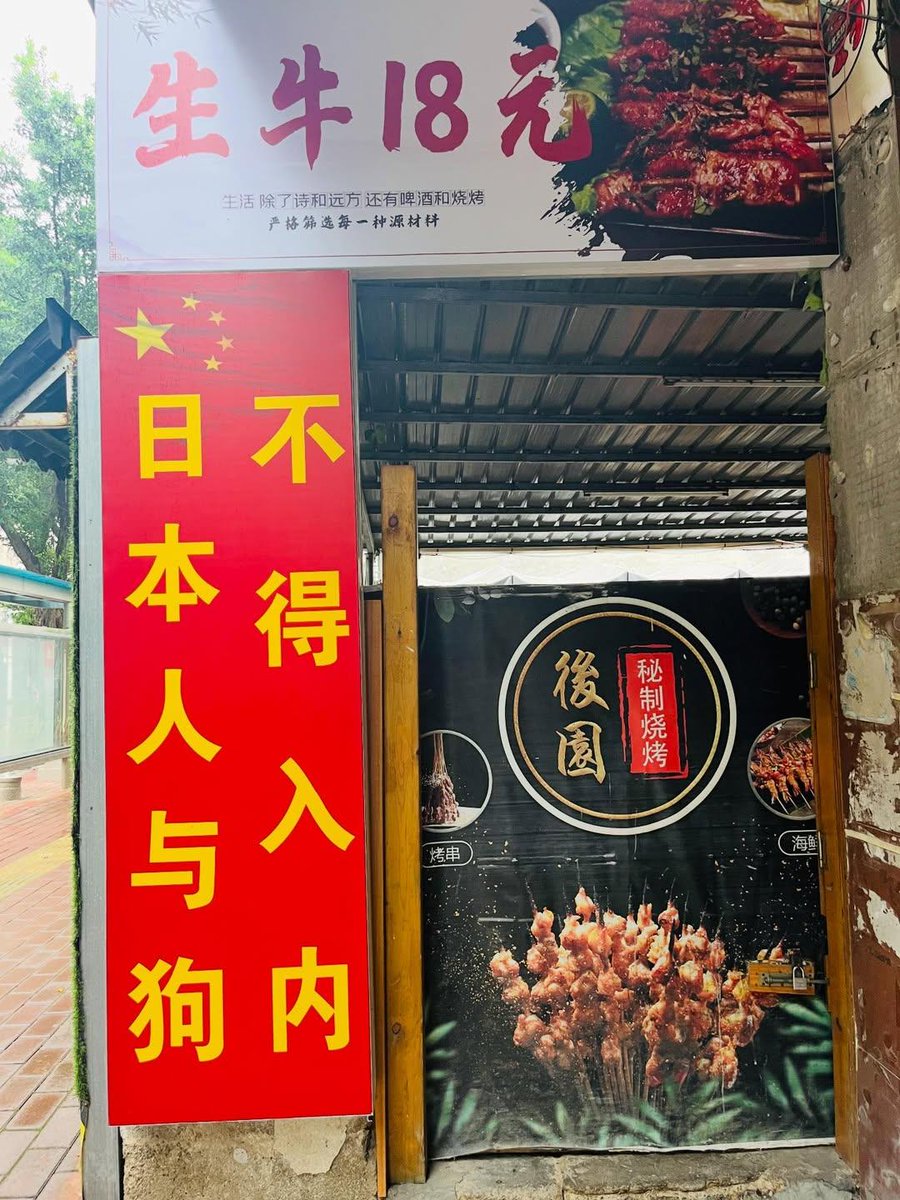 生牛18元
生活 除了诗和远方 还有啤酒和烧烤
严格筛选每一种源材料
日本人与狗
不得入内
後園
秘制烧烤
烤串
海鲜